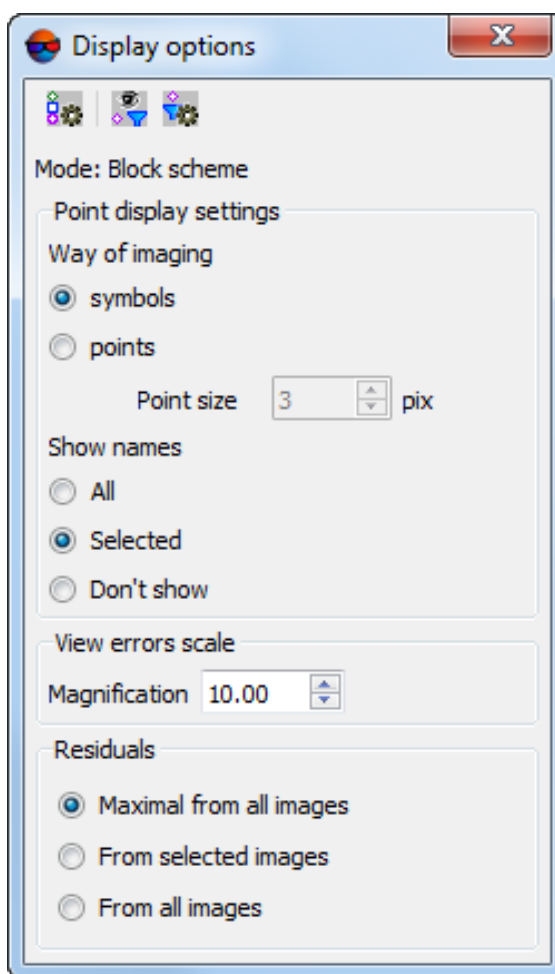 Display options
Mode: Block scheme
Point display settings
Way of imaging
symbols
points
Point size 3 pix
Show names
All
Selected
Don't show
View errors scale
Magnification 10.00
Residuals
Maximal from all images
From selected images
From all images